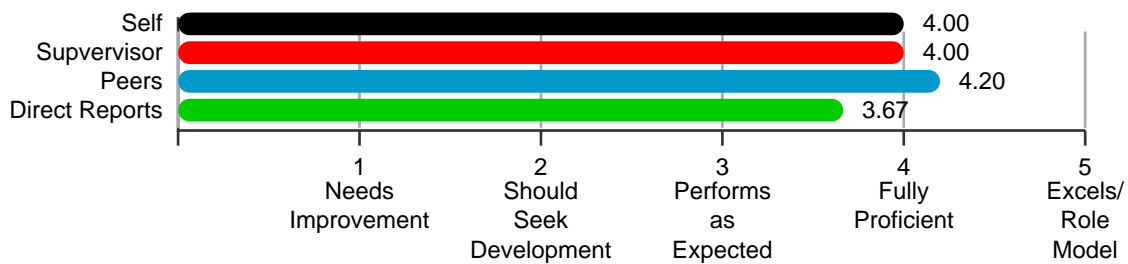 Self 4.00
Supvervisor 4.00
Peers 4.20
Direct Reports 3.67
1 2 3 4 5
Needs Should Performs Fully Excels/
Improvement Seek as Proficient Role
Development Expected Model